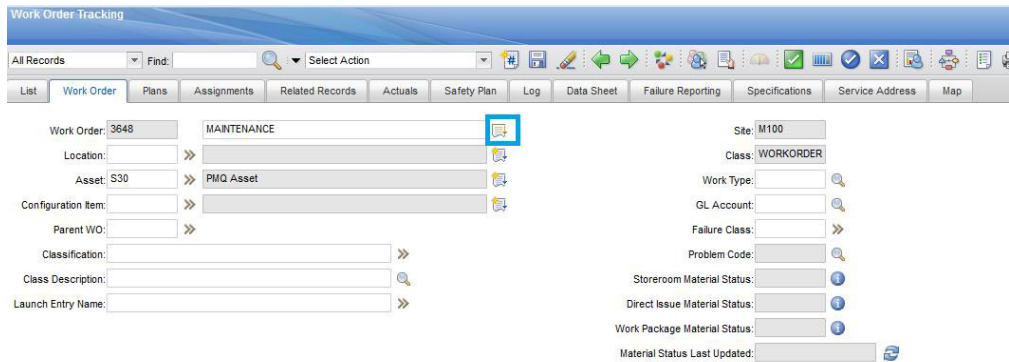 Work Order Tracking
All Records Find: Select Action
List Work Order Plans Assignments Related Records Actuals Safety Plan Log Data Sheet Failure Reporting Specifications Service Address Map
Work Order: 3648 MAINTENANCE Site: M100
Location: Class: WORKORDER
Asset: S30 PMQ Asset Work Type:
Configuration Item: GL Account:
Parent WO: Failure Class:
Classification: Problem Code:
Class Description: Storeroom Material Status:
Launch Entry Name: Direct Issue Material Status:
Work Package Material Status:
Material Status Last Updated: